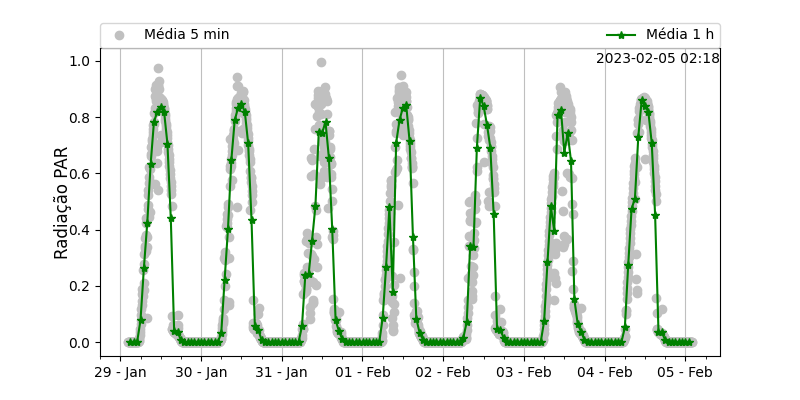 Média 5 min
Média 1 h
2023-02-05 02:18
Radiação PAR
1.0
0.8
0.6
0.4
0.2
0.0
29 - Jan
30 - Jan
31 - Jan
01 - Feb
02 - Feb
03 - Feb
04 - Feb
05 - Feb